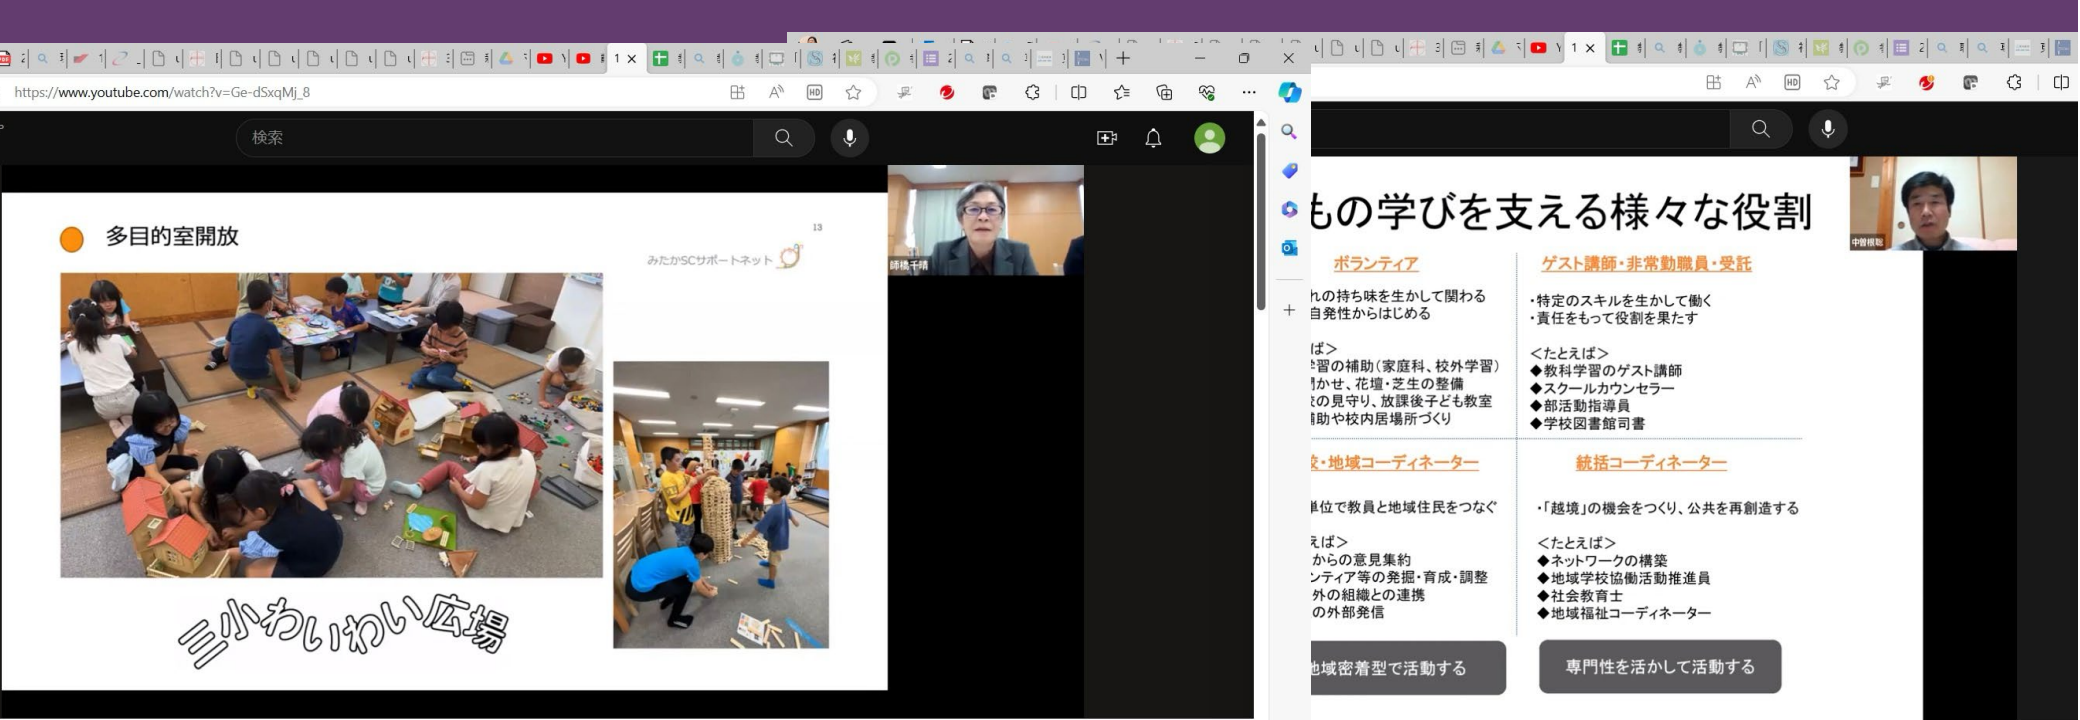 https://www.youtube.com/watch?v=Ge-dSxqMj_8
検索
多目的室開放
13
みたかSCサポートネット
師橋千晴
三小わいわい広場
もの学びを支える様々な役割
中曽根聡
ボランティア
れの持ち味を生かして関わる
自発性からはじめる
ば>
学習の補助(家庭科、校外学習)
聞かせ、花壇・芝生の整備
校の見守り、放課後子ども教室
補助や校内居場所づくり
ゲスト講師・非常勤職員・受託
・特定のスキルを生かして働く
・責任をもって役割を果たす
<たとえば>
◆教科学習のゲスト講師
◆スクールカウンセラー
◆部活動指導員
◆学校図書館司書
校・地域コーディネーター
単位で教員と地域住民をつなぐ
えば>
からの意見集約
ンティア等の発掘・育成・調整
外の組織との連携
の外部発信
地域密着型で活動する
統括コーディネーター
・「越境」の機会をつくり、公共を再創造する
<たとえば>
◆ネットワークの構築
◆地域学校協働活動推進員
◆社会教育士
◆地域福祉コーディネーター
専門性を活かして活動する